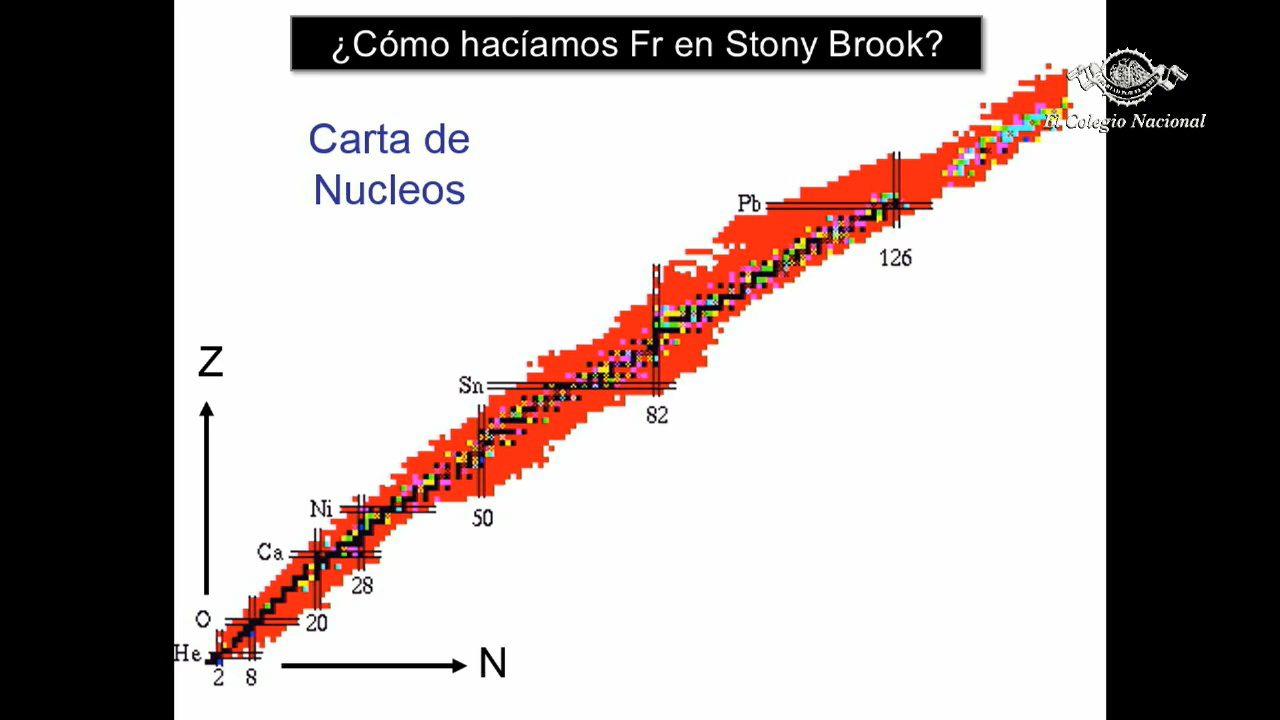 ¿Cómo hacíamos Fr en Stony Brook?
El Colegio Nacional
Carta de
Nucleos
Pb
126
Z
Sn
82
Ni
50
Ca
28
O
20
He
N
2
8